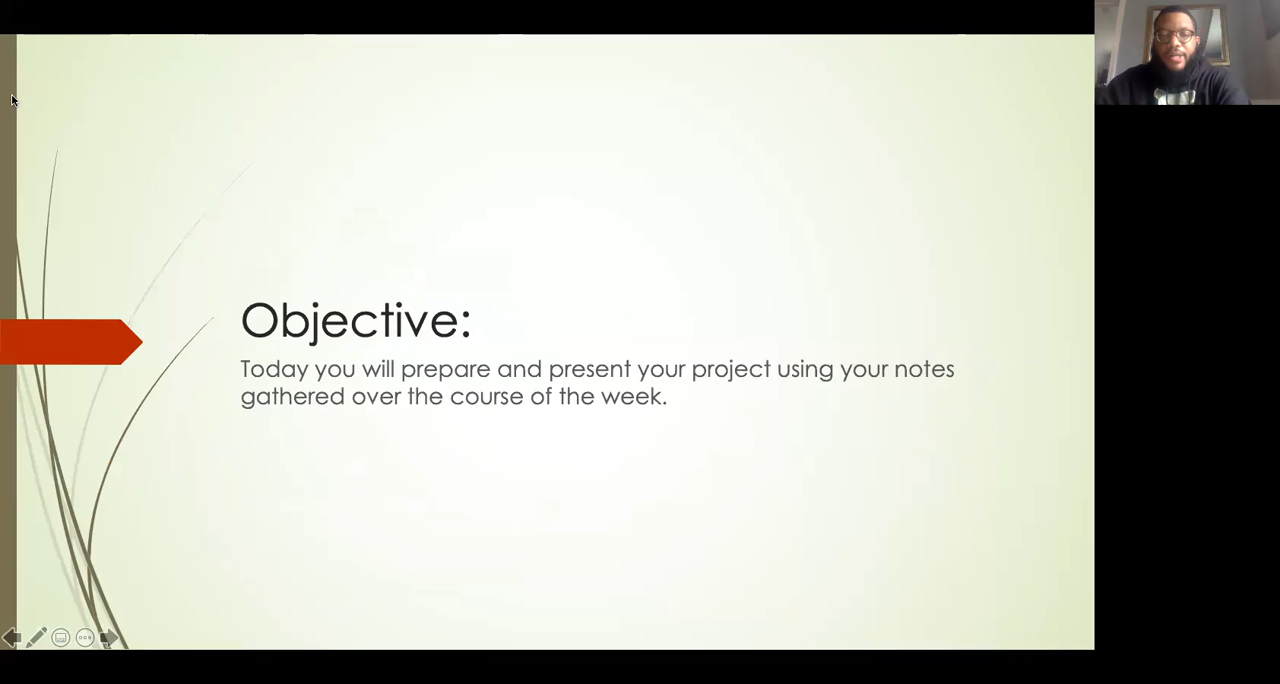 Objective:
Today you will prepare and present your project using your notes
gathered over the course of the week.